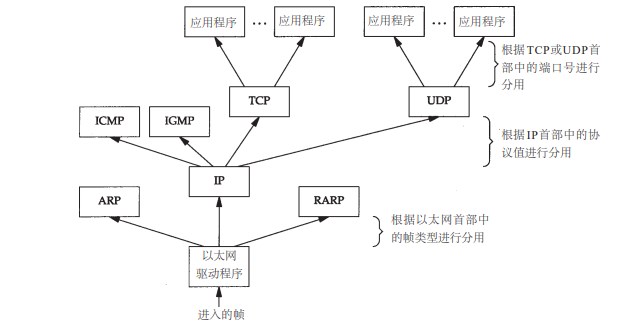 应用程序 … 应用程序 应用程序 … 应用程序
根据TCP或UDP首
部中的端口号进行
分用
TCP UDP
ICMP IGMP
根据IP首部中的协
议值进行分用
IP
ARP RARP
根据以太网首部中
的帧类型进行分用
以太网
驱动程序
进入的帧